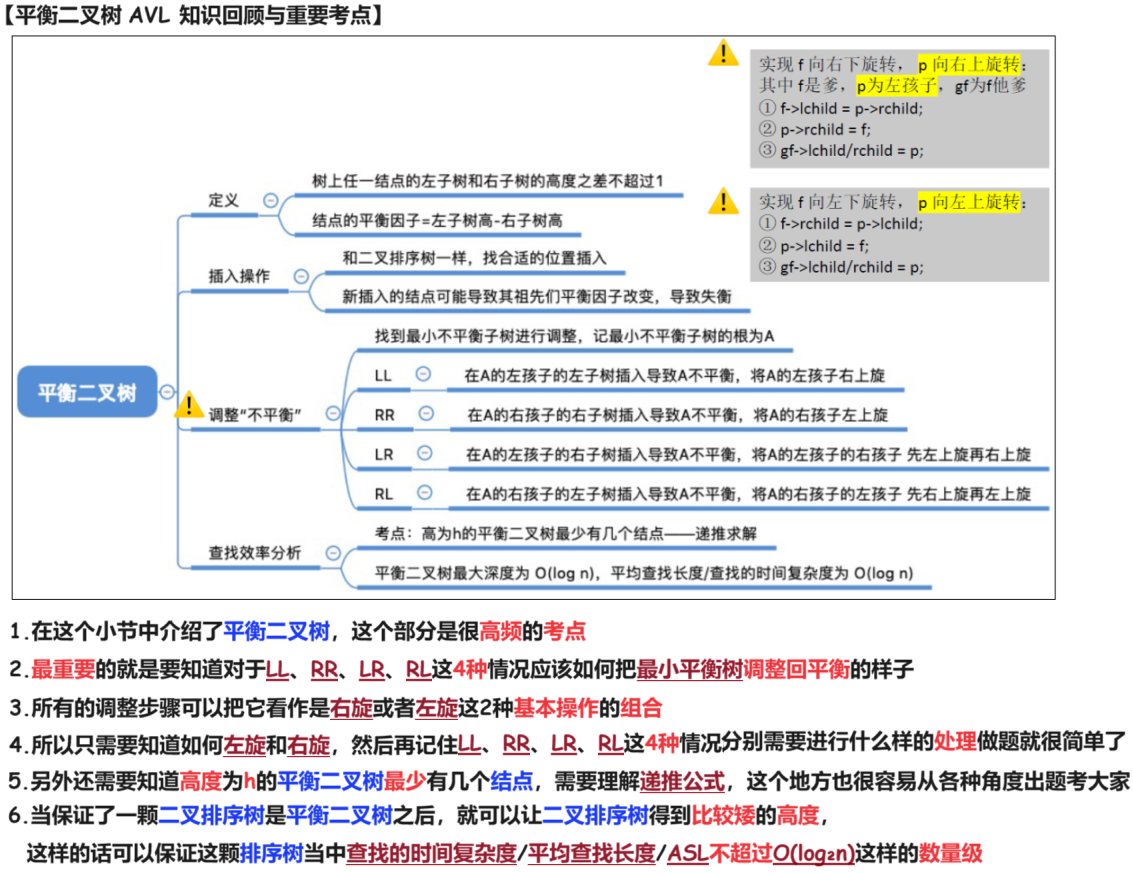 【平衡二叉树 AVL 知识回顾与重要考点】
实现 f 向右下旋转， p 向右上旋转：
其中 f是爹，p为左孩子，gf为f他爹
① f->lchild = p->rchild;
② p->rchild = f;
③ gf->lchild/rchild = p;
实现 f 向左下旋转， p 向左上旋转：
① f->rchild = p->lchild;
② p->lchild = f;
③ gf->lchild/rchild = p;
平衡二叉树
定义
树上任一结点的左子树和右子树的高度之差不超过1
结点的平衡因子=左子树高-右子树高
插入操作
和二叉排序树一样，找合适的位置插入
新插入的结点可能导致其祖先们平衡因子改变，导致失衡
调整“不平衡”
找到最小不平衡子树进行调整，记最小不平衡子树的根为A
LL
在A的左孩子的左子树插入导致A不平衡，将A的左孩子右上旋
RR
在A的右孩子的右子树插入导致A不平衡，将A的右孩子左上旋
LR
在A的左孩子的右子树插入导致A不平衡，将A的左孩子的右孩子 先左上旋再右上旋
RL
在A的右孩子的左子树插入导致A不平衡，将A的右孩子的左孩子 先右上旋再左上旋
查找效率分析
考点：高为h的平衡二叉树最少有几个结点——递推求解
平衡二叉树最大深度为 O(log n)，平均查找长度/查找的时间复杂度为 O(log n)
1.在这个小节中介绍了平衡二叉树，这个部分是很高频的考点
2.最重要的就是要知道对于LL、RR、LR、RL这4种情况应该如何把最小平衡树调整回平衡的样子
3.所有的调整步骤可以把它看作是右旋或者左旋这2种基本操作的组合
4.所以只需要知道如何左旋和右旋，然后再记住LL、RR、LR、RL这4种情况分别需要进行什么样的处理做题就很简单了
5.另外还需要知道高度为h的平衡二叉树最少有几个结点，需要理解递推公式，这个地方也很容易从各种角度出题考大家
6.当保证了一颗二叉排序树是平衡二叉树之后，就可以让二叉排序树得到比较矮的高度，
这样的话可以保证这颗排序树当中查找的时间复杂度/平均查找长度/ASL不超过O(log₂n)这样的数量级